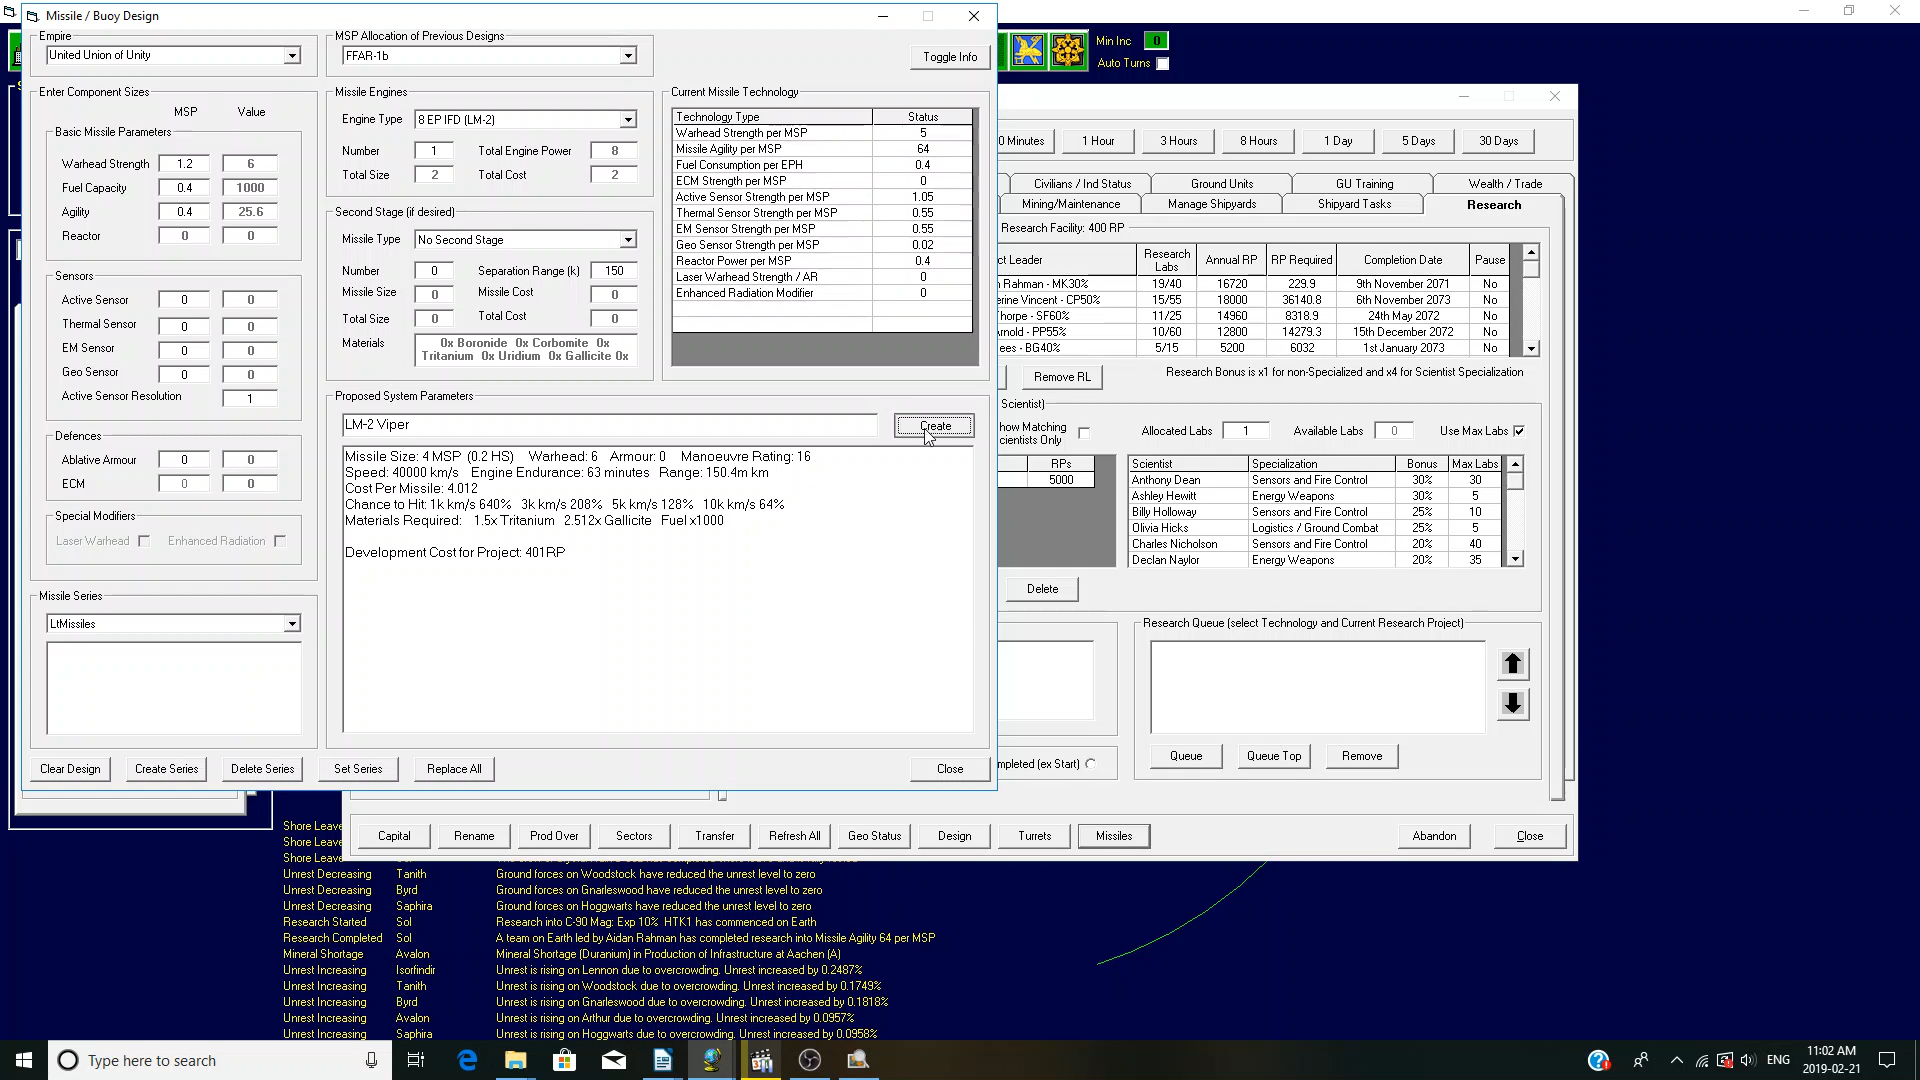 Missile / Buoy Design
Empire
United Union of Unity
MSP Allocation of Previous Designs
FFAR-1b
Toggle Info
Enter Component Sizes
MSP Value
Basic Missile Parameters
Warhead Strength 1.2 6
Fuel Capacity 0.4 1000
Agility 0.4 25.6
Reactor 0 0
Sensors
Active Sensor 0 0
Thermal Sensor 0 0
EM Sensor 0 0
Geo Sensor 0 0
Active Sensor Resolution 1
Defences
Ablative Armour 0 0
ECM 0 0
Special Modifiers
Laser Warhead Enhanced Radiation
Missile Series
LtMissiles
Missile Engines
Engine Type 8 EP IFD (LM-2)
Number 1 Total Engine Power 8
Total Size 2 Total Cost 2
Second Stage (if desired)
Missile Type No Second Stage
Number 0 Separation Range (k) 150
Missile Size 0 Missile Cost 0
Total Size 0 Total Cost 0
Materials 0x Boronide 0x Corbomite 0x
Tritanium 0x Uridium 0x Gallicite 0x
Current Missile Technology
Technology Type Status
Warhead Strength per MSP 5
Missile Agility per MSP 64
Fuel Consumption per EPH 0.4
ECM Strength per MSP 0
Active Sensor Strength per MSP 1.05
Thermal Sensor Strength per MSP 0.55
EM Sensor Strength per MSP 0.55
Geo Sensor Strength per MSP 0.02
Reactor Power per MSP 0.4
Laser Warhead Strength / AR 0
Enhanced Radiation Modifier 0
Proposed System Parameters
LM-2 Viper
Create
Missile Size: 4 MSP (0.2 HS) Warhead: 6 Armour: 0 Manoeuvre Rating: 16
Speed: 40000 km/s Engine Endurance: 63 minutes Range: 150.4m km
Cost Per Missile: 4.012
Chance to Hit: 1k km/s 640% 3k km/s 208% 5k km/s 128% 10k km/s 64%
Materials Required: 1.5x Tritanium 2.512x Gallicite Fuel x1000
Development Cost for Project: 401RP
Clear Design Create Series Delete Series Set Series Replace All Close
Min Inc 0
Auto Turns
0 Minutes 1 Hour 3 Hours 8 Hours 1 Day 5 Days 30 Days
Civilians / Ind Status Ground Units GU Training Wealth / Trade
Mining/Maintenance Manage Shipyards Shipyard Tasks Research
Research Facility: 400 RP
ct Leader Research Labs Annual RP RP Required Completion Date Pause
n Rahman - MK30% 19/40 16720 229.9 9th November 2071 No
erine Vincent - CP50% 15/55 18000 36140.8 6th November 2073 No
Thorpe - SF60% 11/25 14960 8318.9 24th May 2072 No
Arnold - PP55% 10/60 12800 14279.3 15th December 2072 No
ees - BG40% 5/15 5200 6032 1st January 2073 No
Remove RL Research Bonus is x1 for non-Specialized and x4 for Scientist Specialization
Scientist)
how Matching
cientists Only
Allocated Labs 1 Available Labs 0 Use Max Labs
RPs
5000
Scientist Specialization Bonus Max Labs
Anthony Dean Sensors and Fire Control 30% 30
Ashley Hewitt Energy Weapons 30% 5
Billy Holloway Sensors and Fire Control 25% 10
Olivia Hicks Logistics / Ground Combat 25% 5
Charles Nicholson Sensors and Fire Control 20% 40
Declan Naylor Energy Weapons 20% 35
Delete
Research Queue (select Technology and Current Research Project)
mpleted (ex Start)
Queue Queue Top Remove
Capital Rename Prod Over Sectors Transfer Refresh All Geo Status Design Turrets Missiles Abandon Close
Shore Leave
Shore Leave
Shore Leave
Unrest Decreasing Tanith Ground forces on Woodstock have reduced the unrest level to zero
Unrest Decreasing Byrd Ground forces on Gnarleswood have reduced the unrest level to zero
Unrest Decreasing Saphira Ground forces on Hoggwarts have reduced the unrest level to zero
Research Started Sol Research into C-90 Mag: Exp 10% HTK1 has commenced on Earth
Research Completed Sol A team on Earth led by Aidan Rahman has completed research into Missile Agility 64 per MSP
Mineral Shortage Avalon Mineral Shortage (Duranium) in Production of Infrastructure at Aachen (A)
Unrest Increasing Isorfindir Unrest is rising on Lennon due to overcrowding. Unrest increased by 0.2487%
Unrest Increasing Tanith Unrest is rising on Woodstock due to overcrowding. Unrest increased by 0.1749%
Unrest Increasing Byrd Unrest is rising on Gnarleswood due to overcrowding. Unrest increased by 0.1818%
Unrest Increasing Avalon Unrest is rising on Arthur due to overcrowding. Unrest increased by 0.0957%
Unrest Increasing Saphira Unrest is rising on Hoggwarts due to overcrowding. Unrest increased by 0.0958%
Type here to search
ENG
11:02 AM
2019-02-21